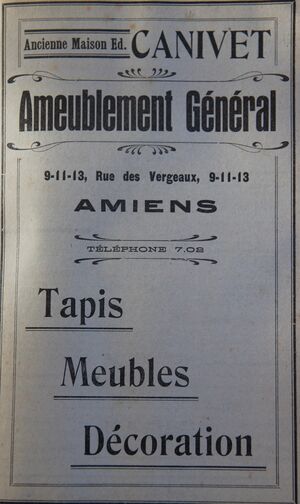 Ancienne Maison Ed. CANIVET
Ameublement Général
9-11-13, Rue des Vergeaux, 9-11-13
AMIENS
TÉLÉPHONE 7.08
Tapis
Meubles
Décoration